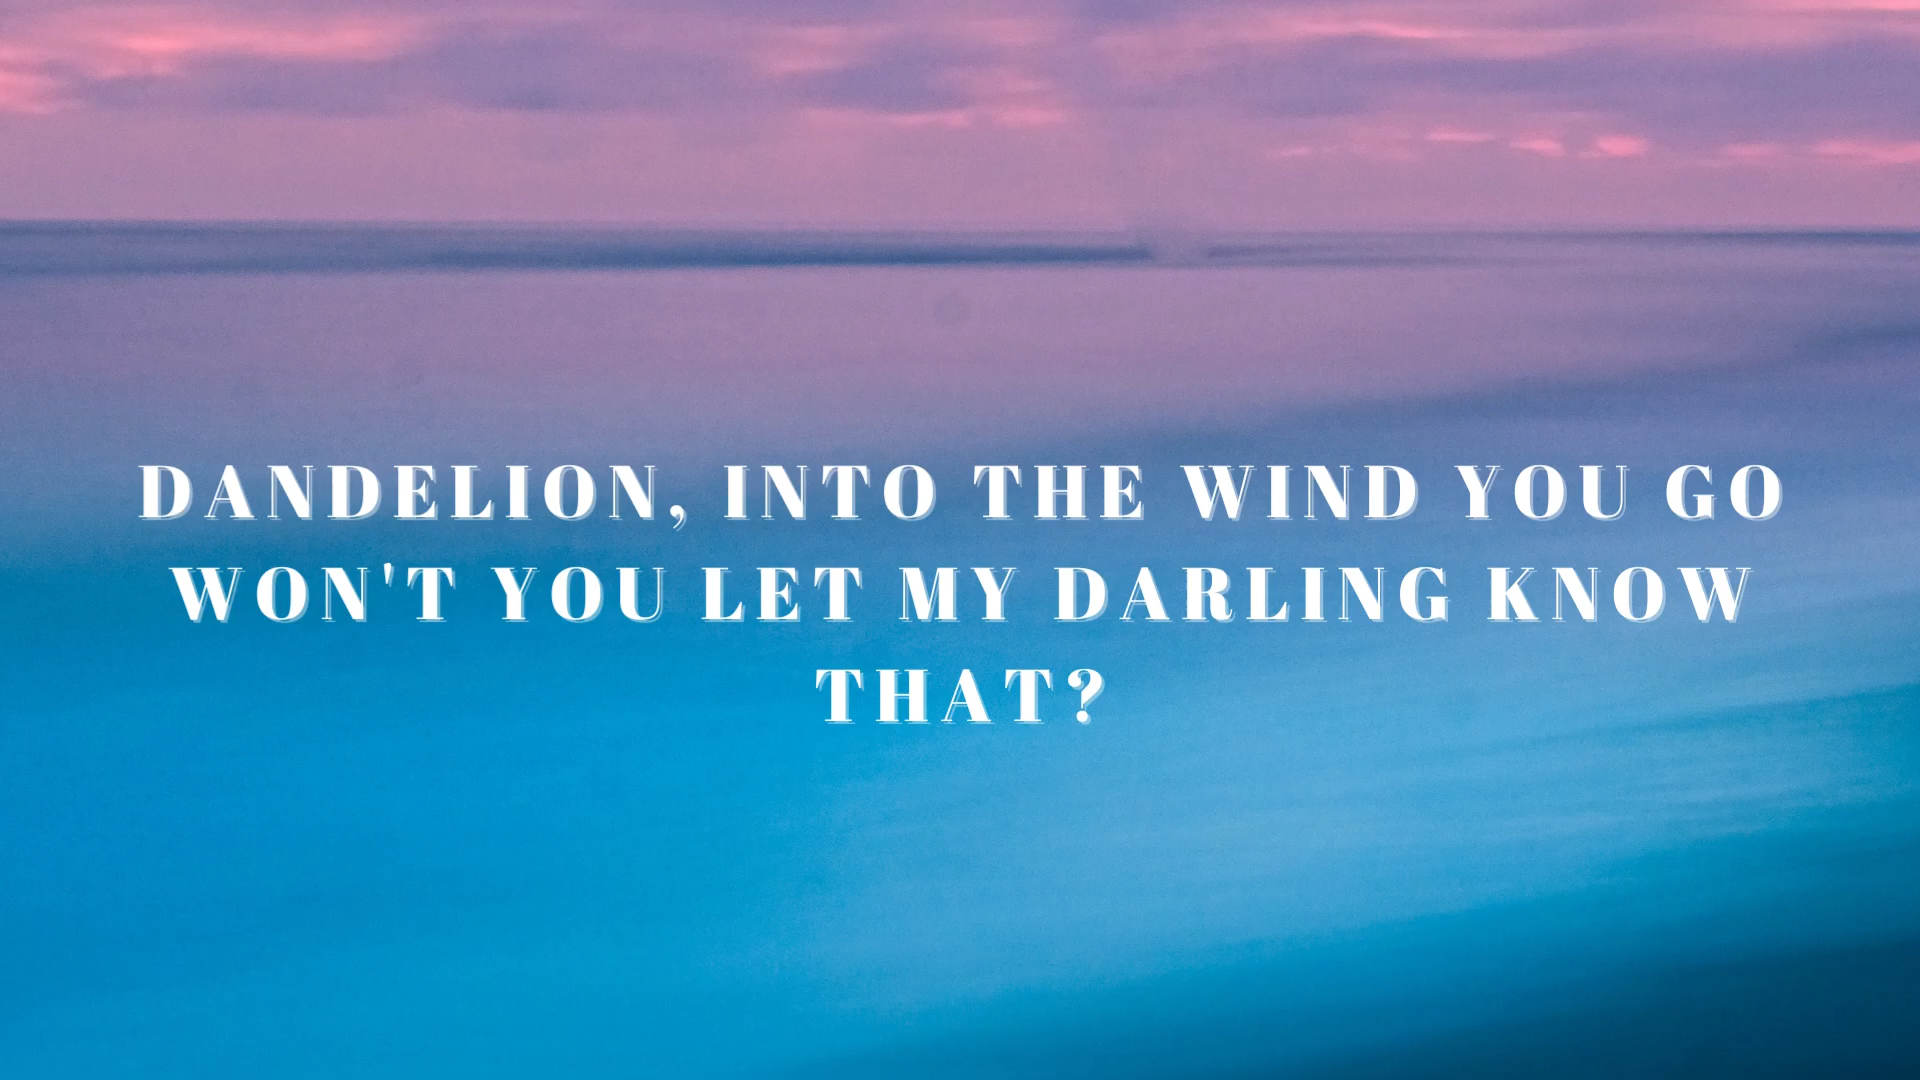 DANDELION, INTO THE WIND YOU GO
WON'T YOU LET MY DARLING KNOW
THAT?